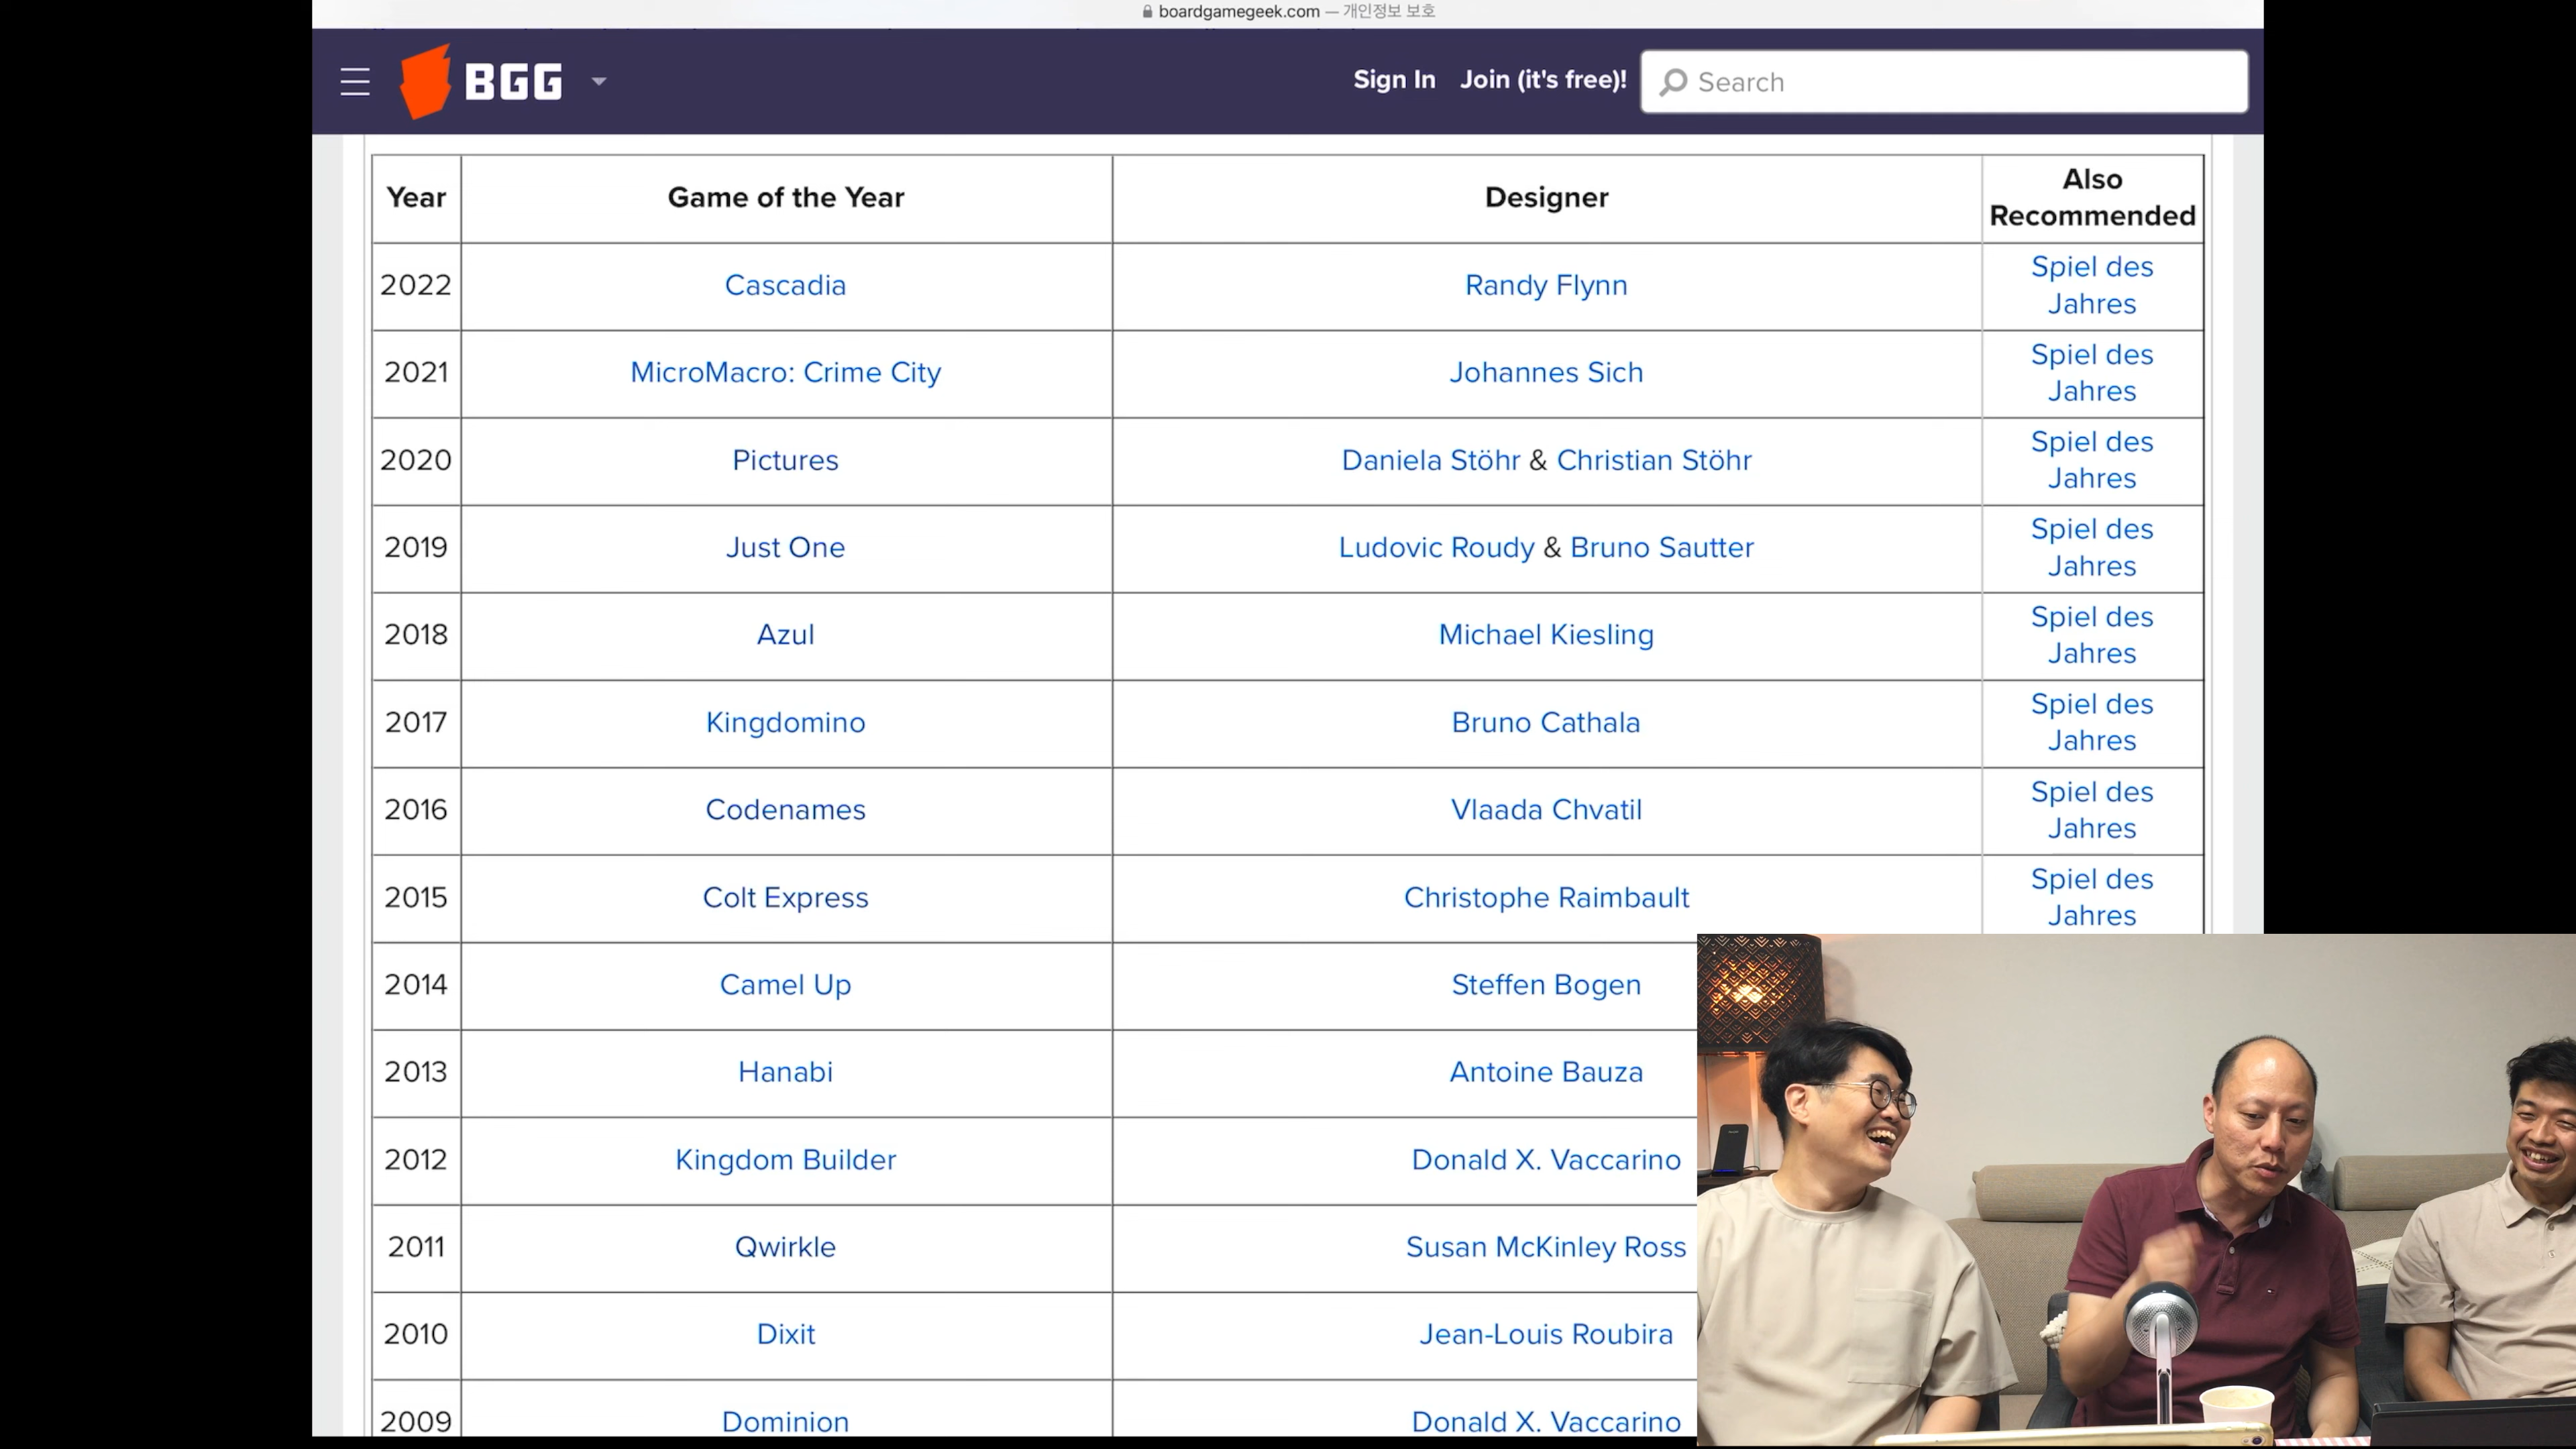 boardgamegeek.com — 개인정보 보호
BGG
Sign In Join (it's free)! Search
Year Game of the Year Designer Also Recommended
2022 Cascadia Randy Flynn Spiel des Jahres
2021 MicroMacro: Crime City Johannes Sich Spiel des Jahres
2020 Pictures Daniela Stöhr & Christian Stöhr Spiel des Jahres
2019 Just One Ludovic Roudy & Bruno Sautter Spiel des Jahres
2018 Azul Michael Kiesling Spiel des Jahres
2017 Kingdomino Bruno Cathala Spiel des Jahres
2016 Codenames Vlaada Chvatil Spiel des Jahres
2015 Colt Express Christophe Raimbault Spiel des Jahres
2014 Camel Up Steffen Bogen
2013 Hanabi Antoine Bauza
2012 Kingdom Builder Donald X. Vaccarino
2011 Qwirkle Susan McKinley Ross
2010 Dixit Jean-Louis Roubira
2009 Dominion Donald X. Vaccarino